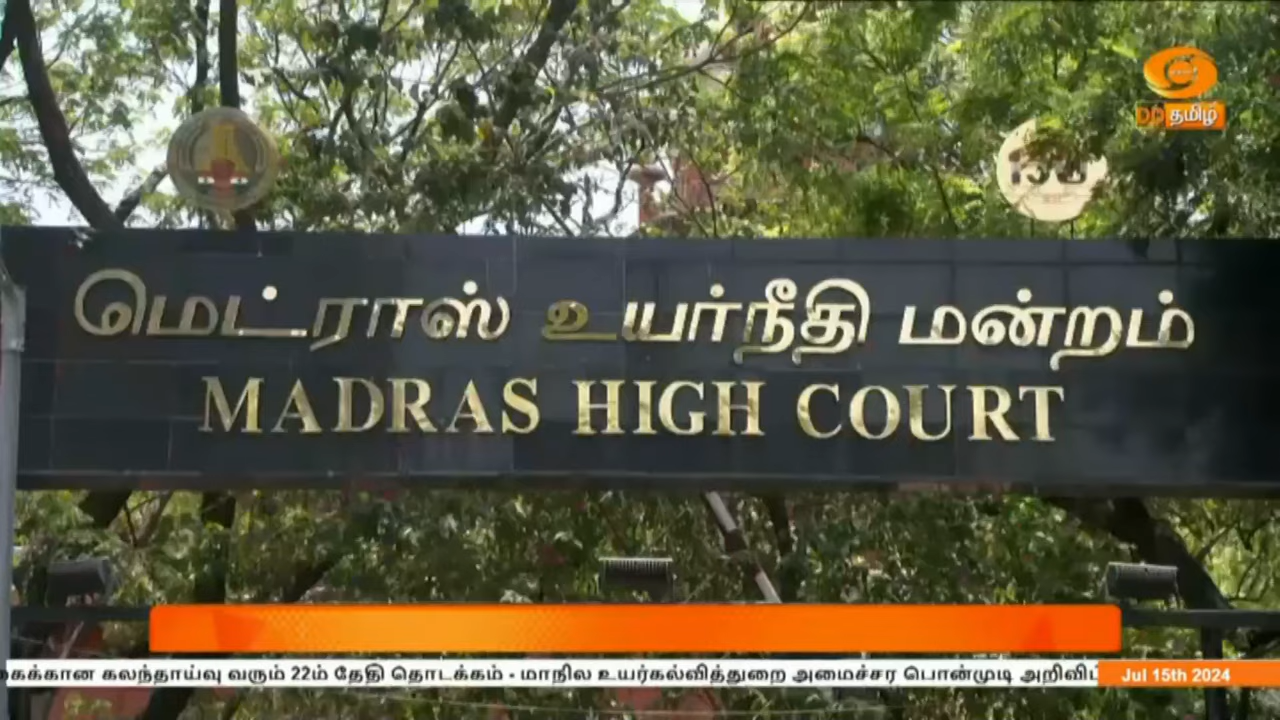 DD தமிழ்
150
மெட்ராஸ் உயர்நீதி மன்றம்
MADRAS HIGH COURT
கைக்கான கலந்தாய்வு வரும் 22ம் தேதி தொடக்கம் - மாநில உயர்கல்வித்துறை அமைச்சர பொன்முடி
Jul 15th 2024